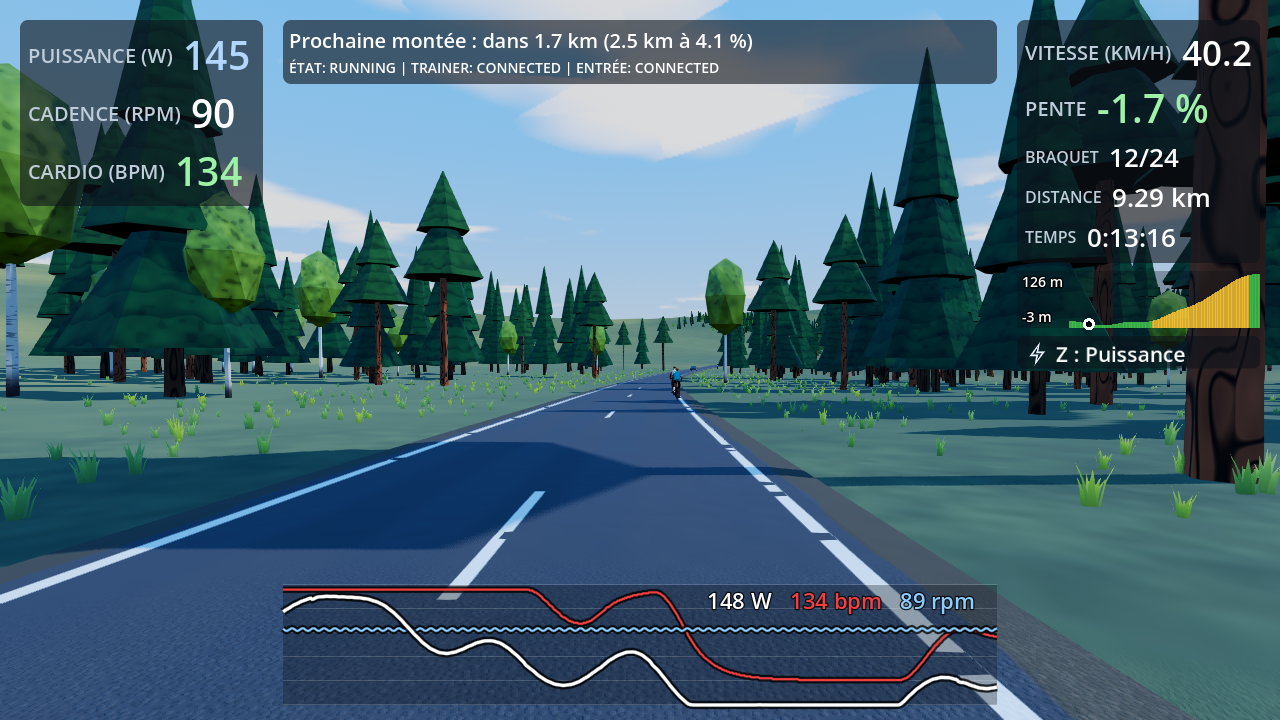 PUISSANCE (W) 145
CADENCE (RPM) 90
CARDIO (BPM) 134
Prochaine montée : dans 1.7 km (2.5 km à 4.1 %)
ÉTAT: RUNNING | TRAINER: CONNECTED | ENTRÉE: CONNECTED
VITESSE (KM/H) 40.2
PENTE -1.7 %
BRAQUET 12/24
DISTANCE 9.29 km
TEMPS 0:13:16
126 m
-3 m
Z : Puissance
148 W 134 bpm 89 rpm